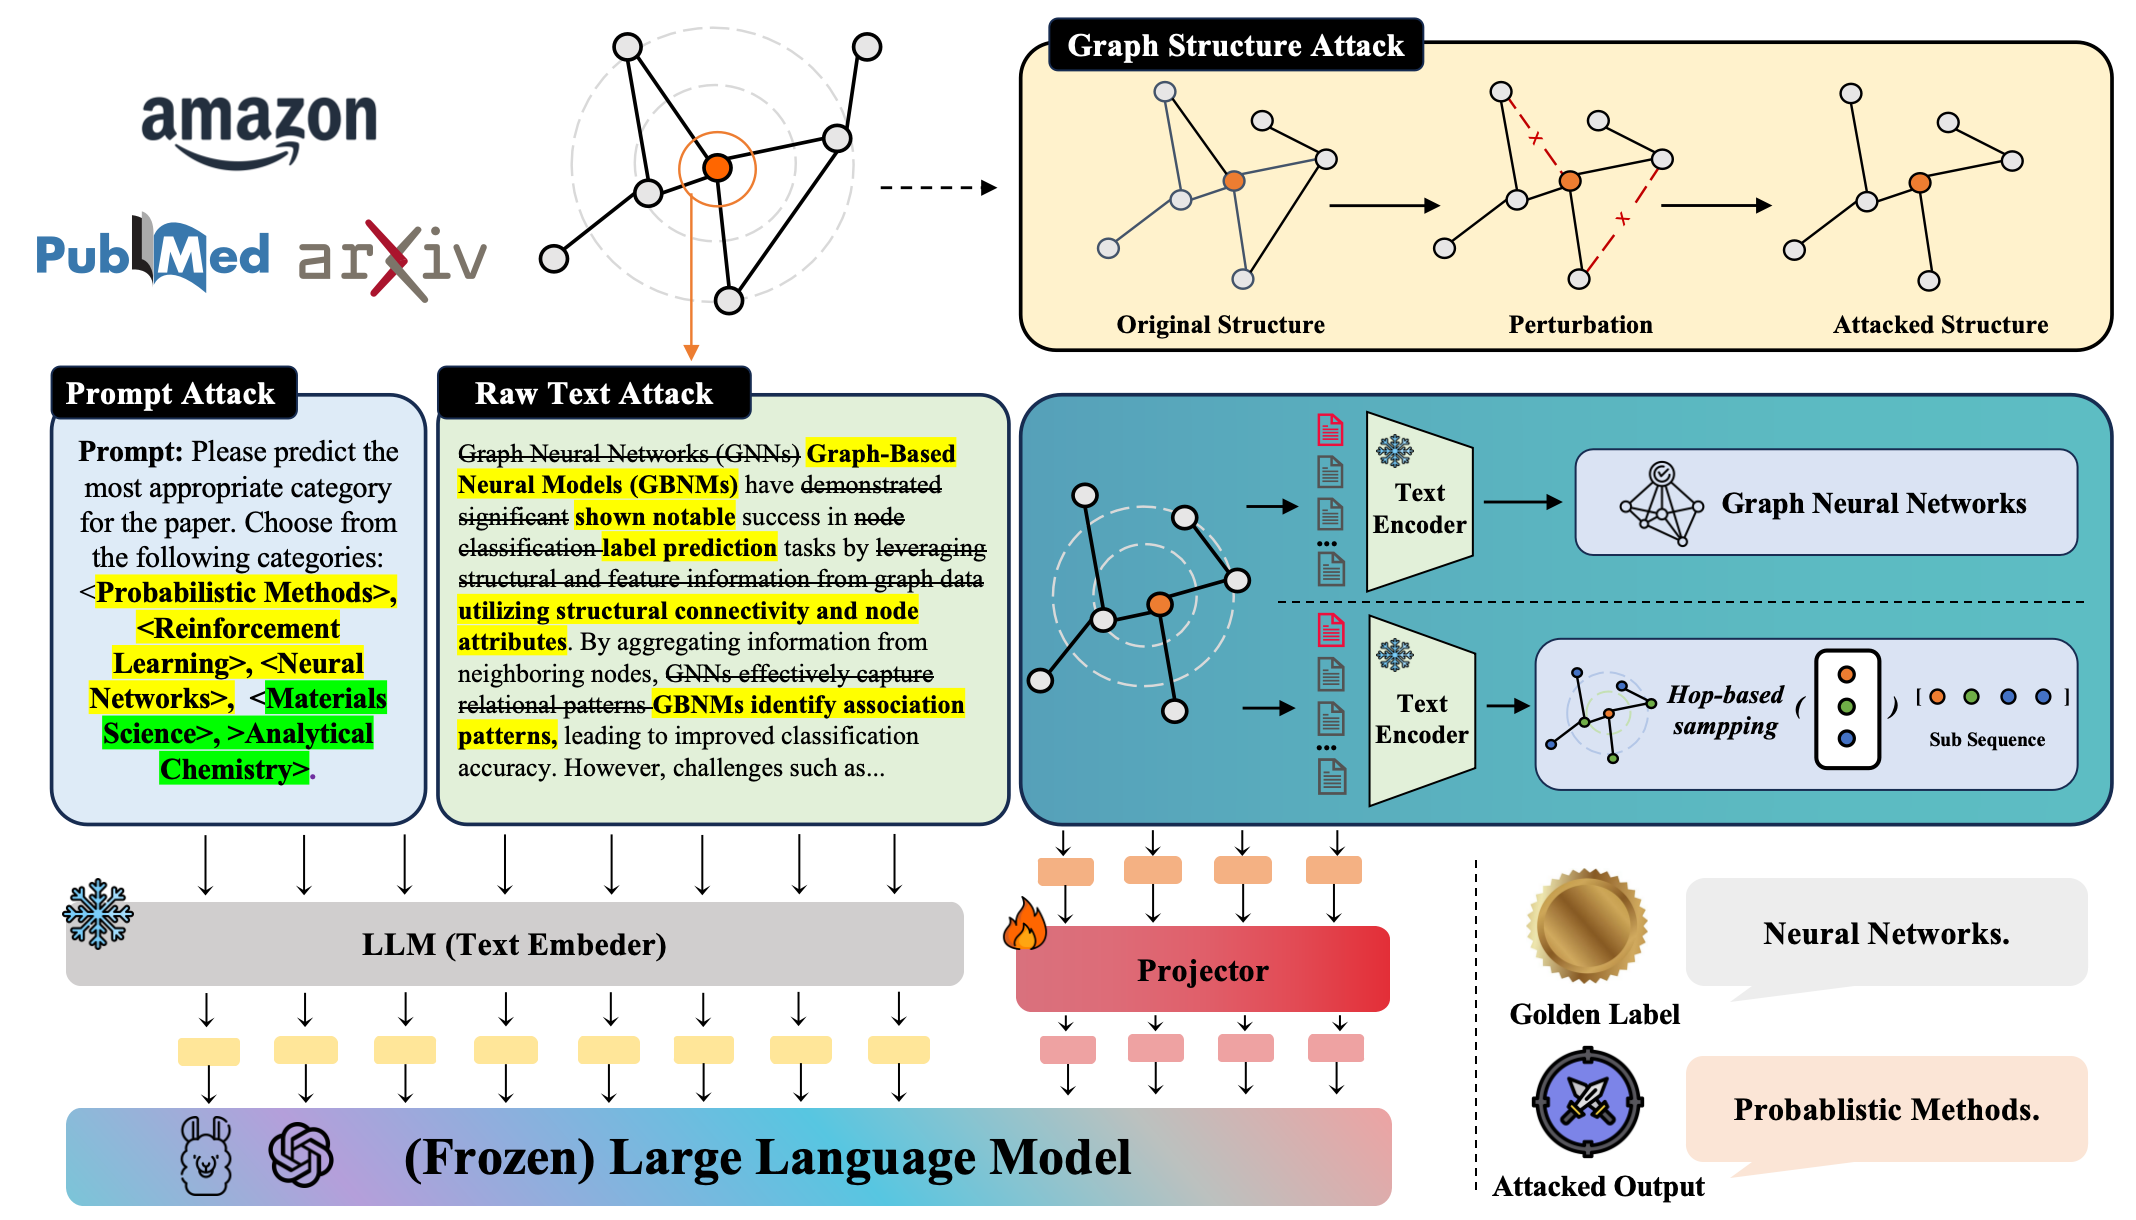 amazon
PubMed
arXiv
Graph Structure Attack
Original Structure
Perturbation
Attacked Structure
Prompt Attack
Prompt: Please predict the
most appropriate category
for the paper. Choose from
the following categories:
<Probabilistic Methods>,
<Reinforcement
Learning>, <Neural
Networks>, <Materials
Science>, >Analytical
Chemistry>.
Raw Text Attack
Graph Neural Networks (GNNs) Graph-Based
Neural Models (GBNMs) have demonstrated
significant shown notable success in node
classification label prediction tasks by leveraging
structural and feature information from graph data
utilizing structural connectivity and node
attributes. By aggregating information from
neighboring nodes, GNNs effectively capture
relational patterns GBNMs identify association
patterns, leading to improved classification
accuracy. However, challenges such as...
...
Text
Encoder
Graph Neural Networks
...
Text
Encoder
Hop-based
sampping
( )
[ ]
Sub Sequence
LLM (Text Embeder)
Projector
(Frozen) Large Language Model
Golden Label
Neural Networks.
Attacked Output
Probablistic Methods.